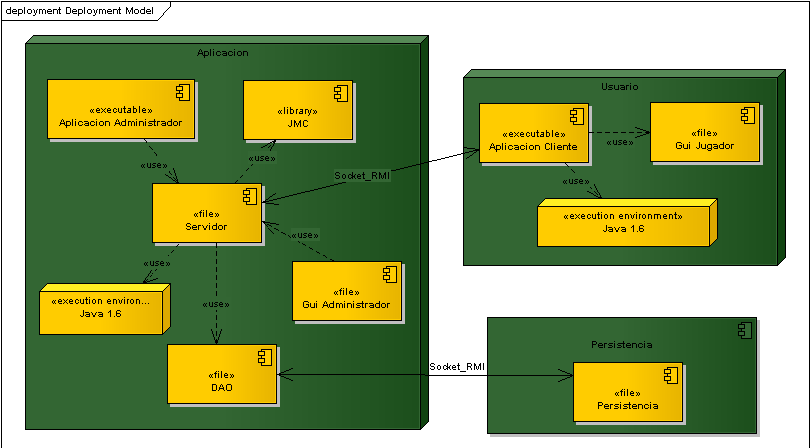 deployment Deployment Model
Aplicacion
«executable»
Aplicacion Administrador
«library»
JMC
«use»
«use»
«file»
Servidor
«use»
«use»
«use»
«execution environ...
Java 1.6
«file»
Gui Administrador
«file»
DAO
Socket_RMI
Usuario
«executable»
Aplicacion Cliente
«use»
«file»
Gui Jugador
«use»
«execution environment»
Java 1.6
Socket_RMI
Persistencia
«file»
Persistencia